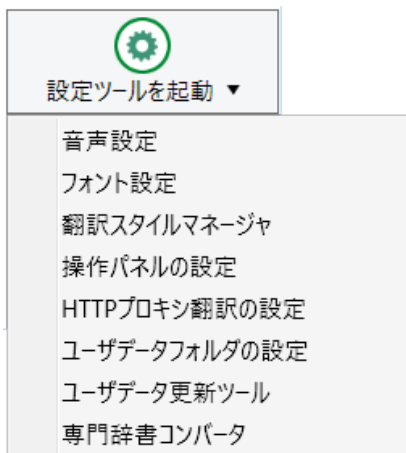 設定ツールを起動 ▼
音声設定
フォント設定
翻訳スタイルマネージャ
操作パネルの設定
HTTPプロキシ翻訳の設定
ユーザデータフォルダの設定
ユーザデータ更新ツール
専門辞書コンバータ